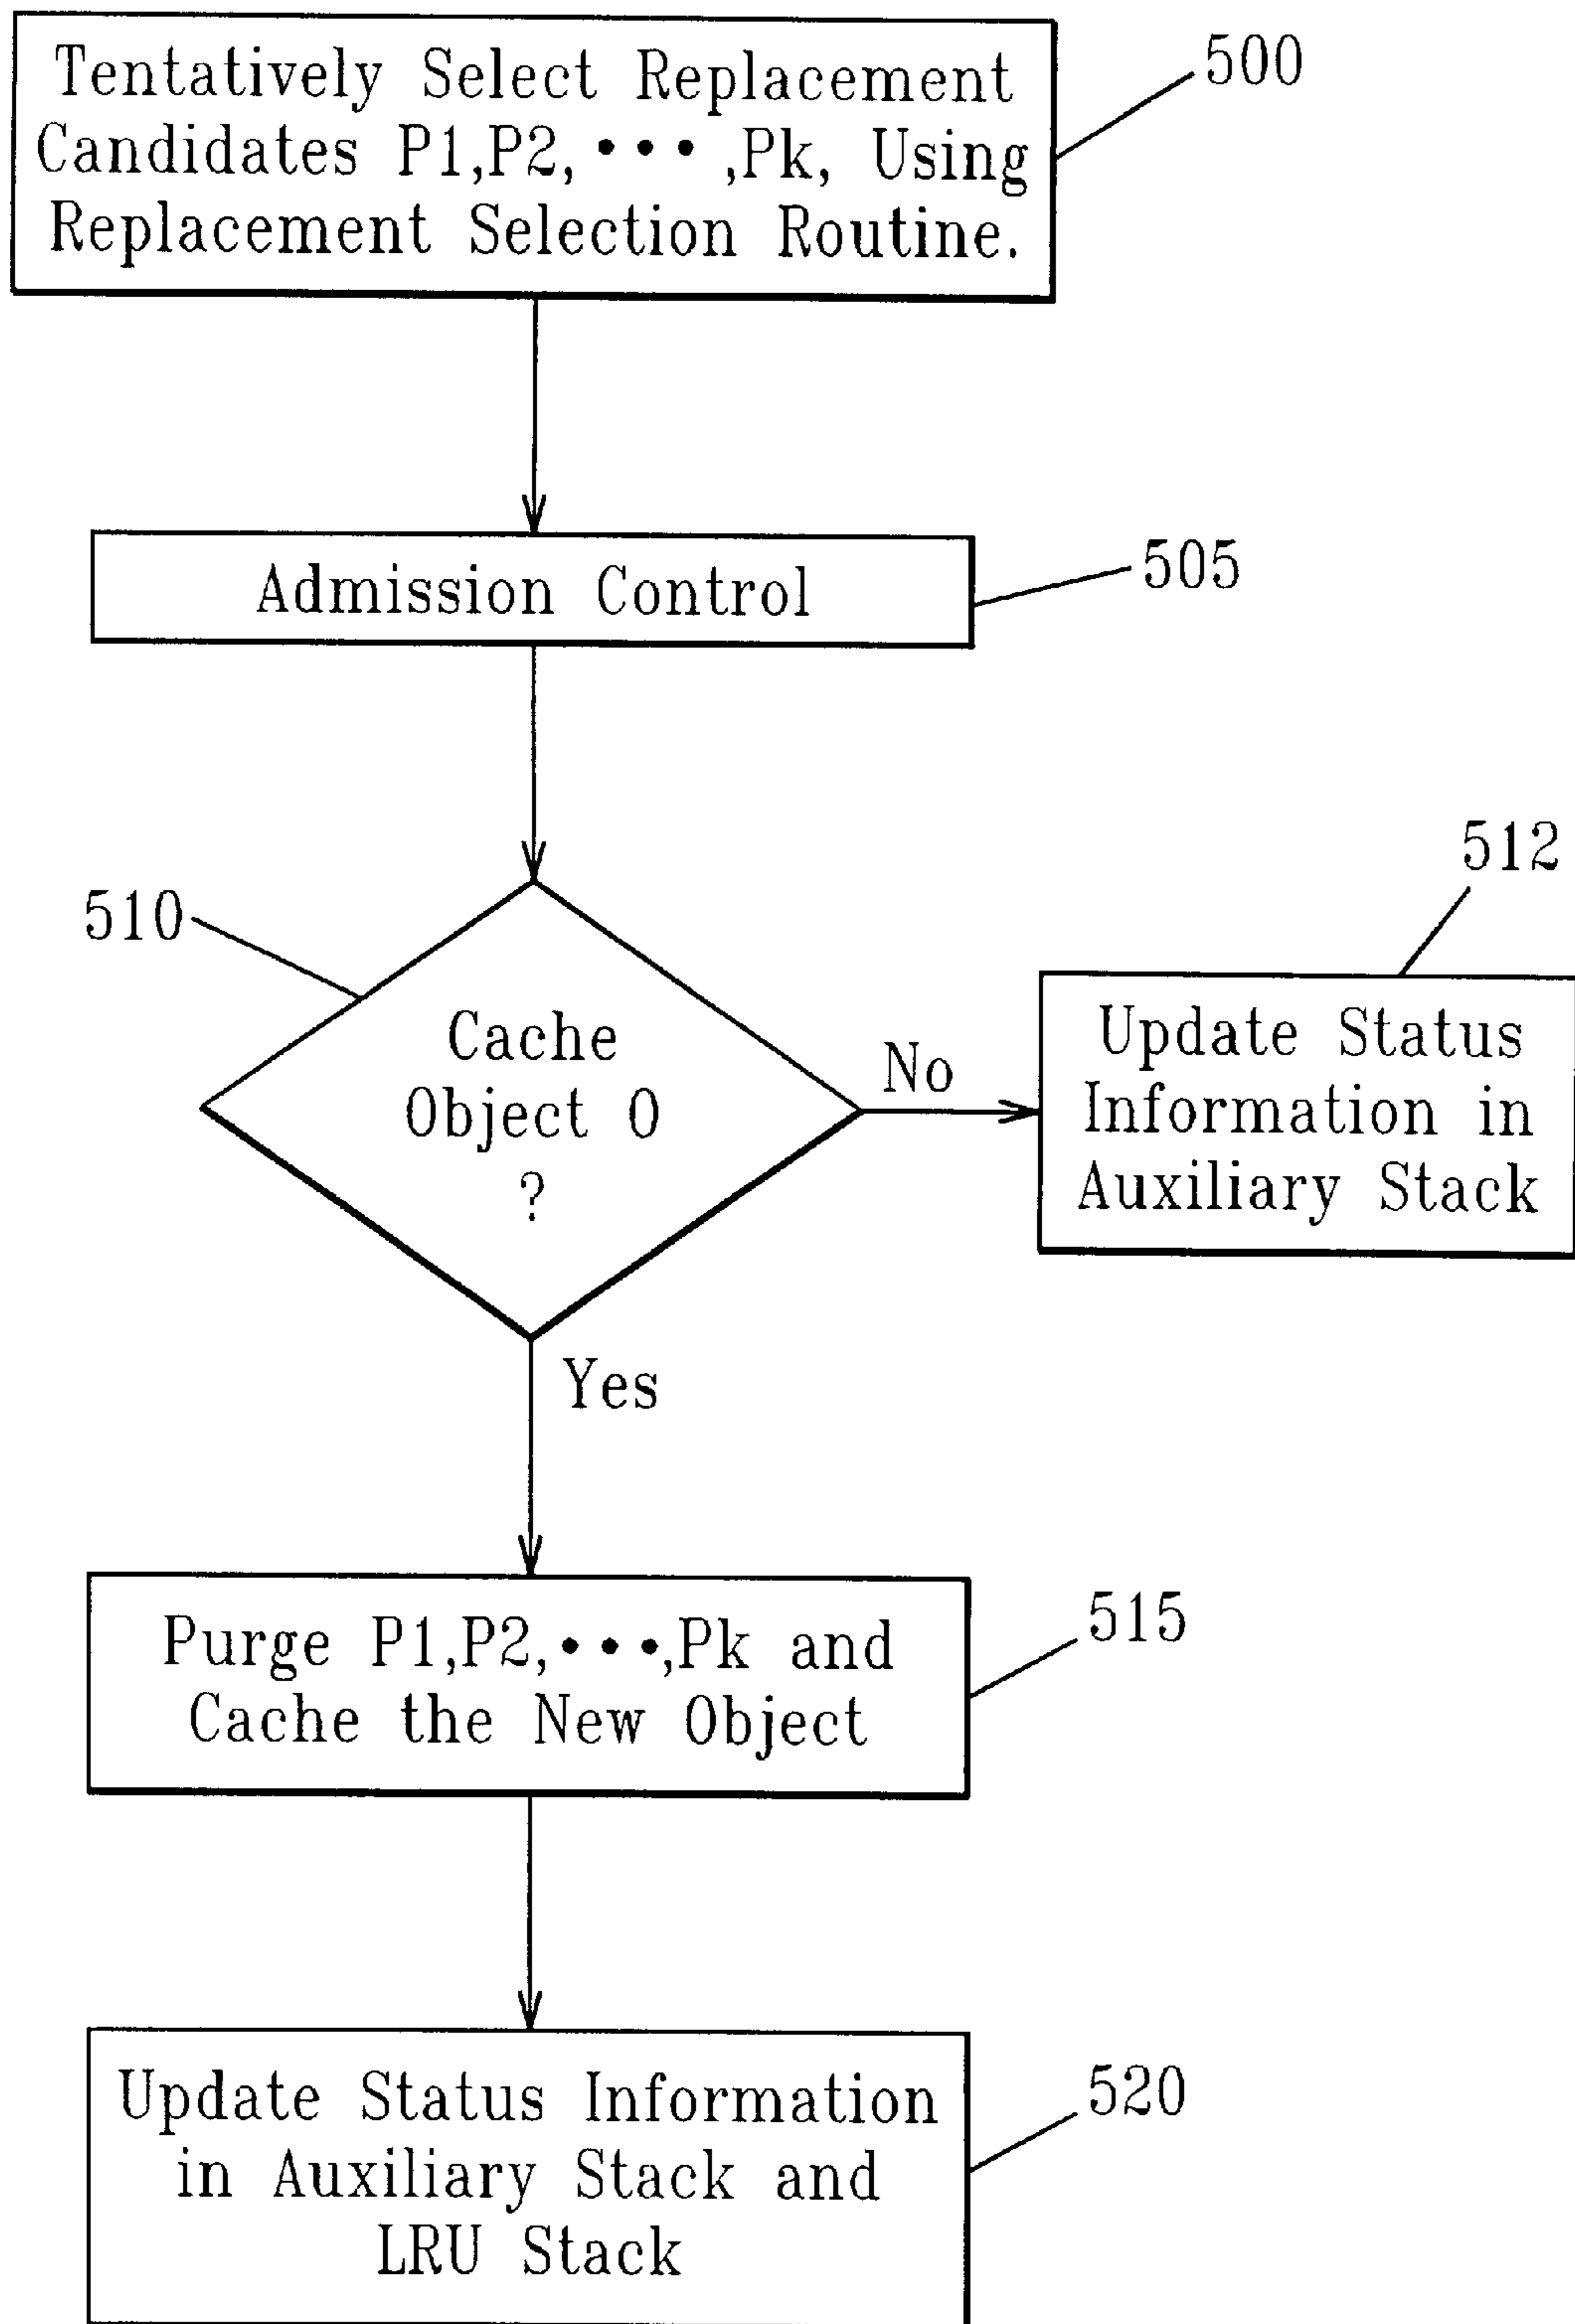 Tentatively Select Replacement
Candidates P1,P2, • • • ,Pk, Using
Replacement Selection Routine.
500
Admission Control
505
510
Cache
Object O
?
No
512
Update Status
Information in
Auxiliary Stack
Yes
Purge P1,P2,• • •,Pk and
Cache the New Object
515
Update Status Information
in Auxiliary Stack and
LRU Stack
520